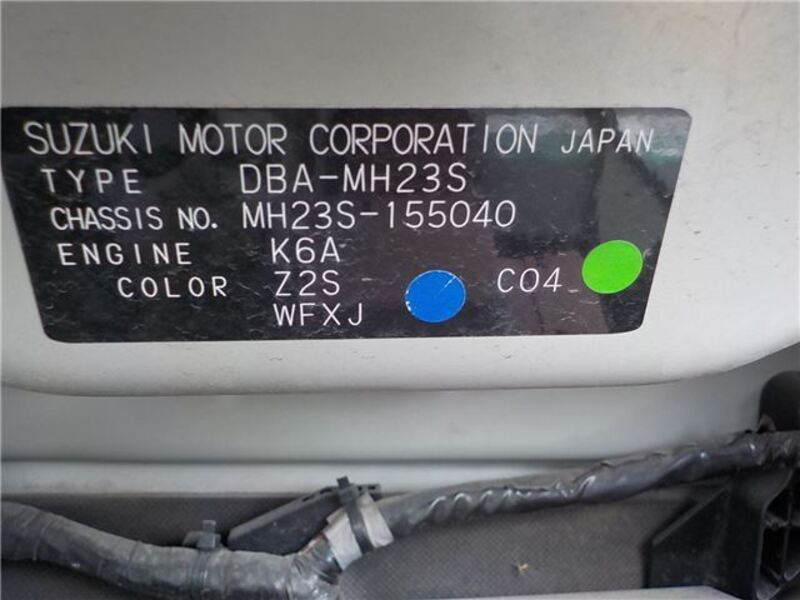 SUZUKI MOTOR CORPORATION JAPAN
TYPE DBA-MH23S
CHASSIS NO. MH23S-155040
ENGINE K6A
COLOR Z2S C04
WFXJ